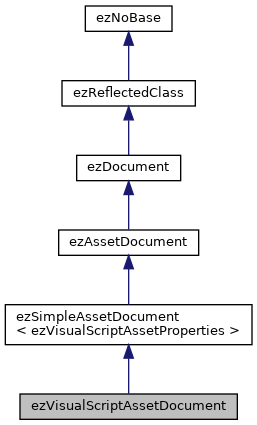 ezNoBase
ezReflectedClass
ezDocument
ezAssetDocument
ezSimpleAssetDocument
< ezVisualScriptAssetProperties >
ezVisualScriptAssetDocument